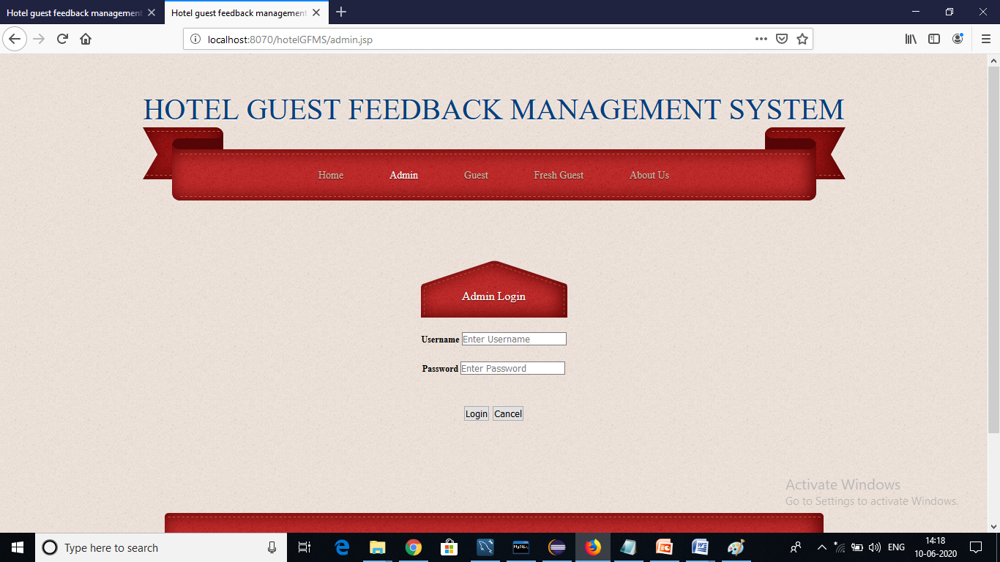 Hotel guest feedback management
Hotel guest feedback management
localhost:8070/hotelGFMS/admin.jsp
HOTEL GUEST FEEDBACK MANAGEMENT SYSTEM
Home Admin Guest Fresh Guest About Us
Admin Login
Username Enter Username
Password Enter Password
Login Cancel
Activate Windows
Go to Settings to activate Windows.
Type here to search
ENG
14:18
10-06-2020